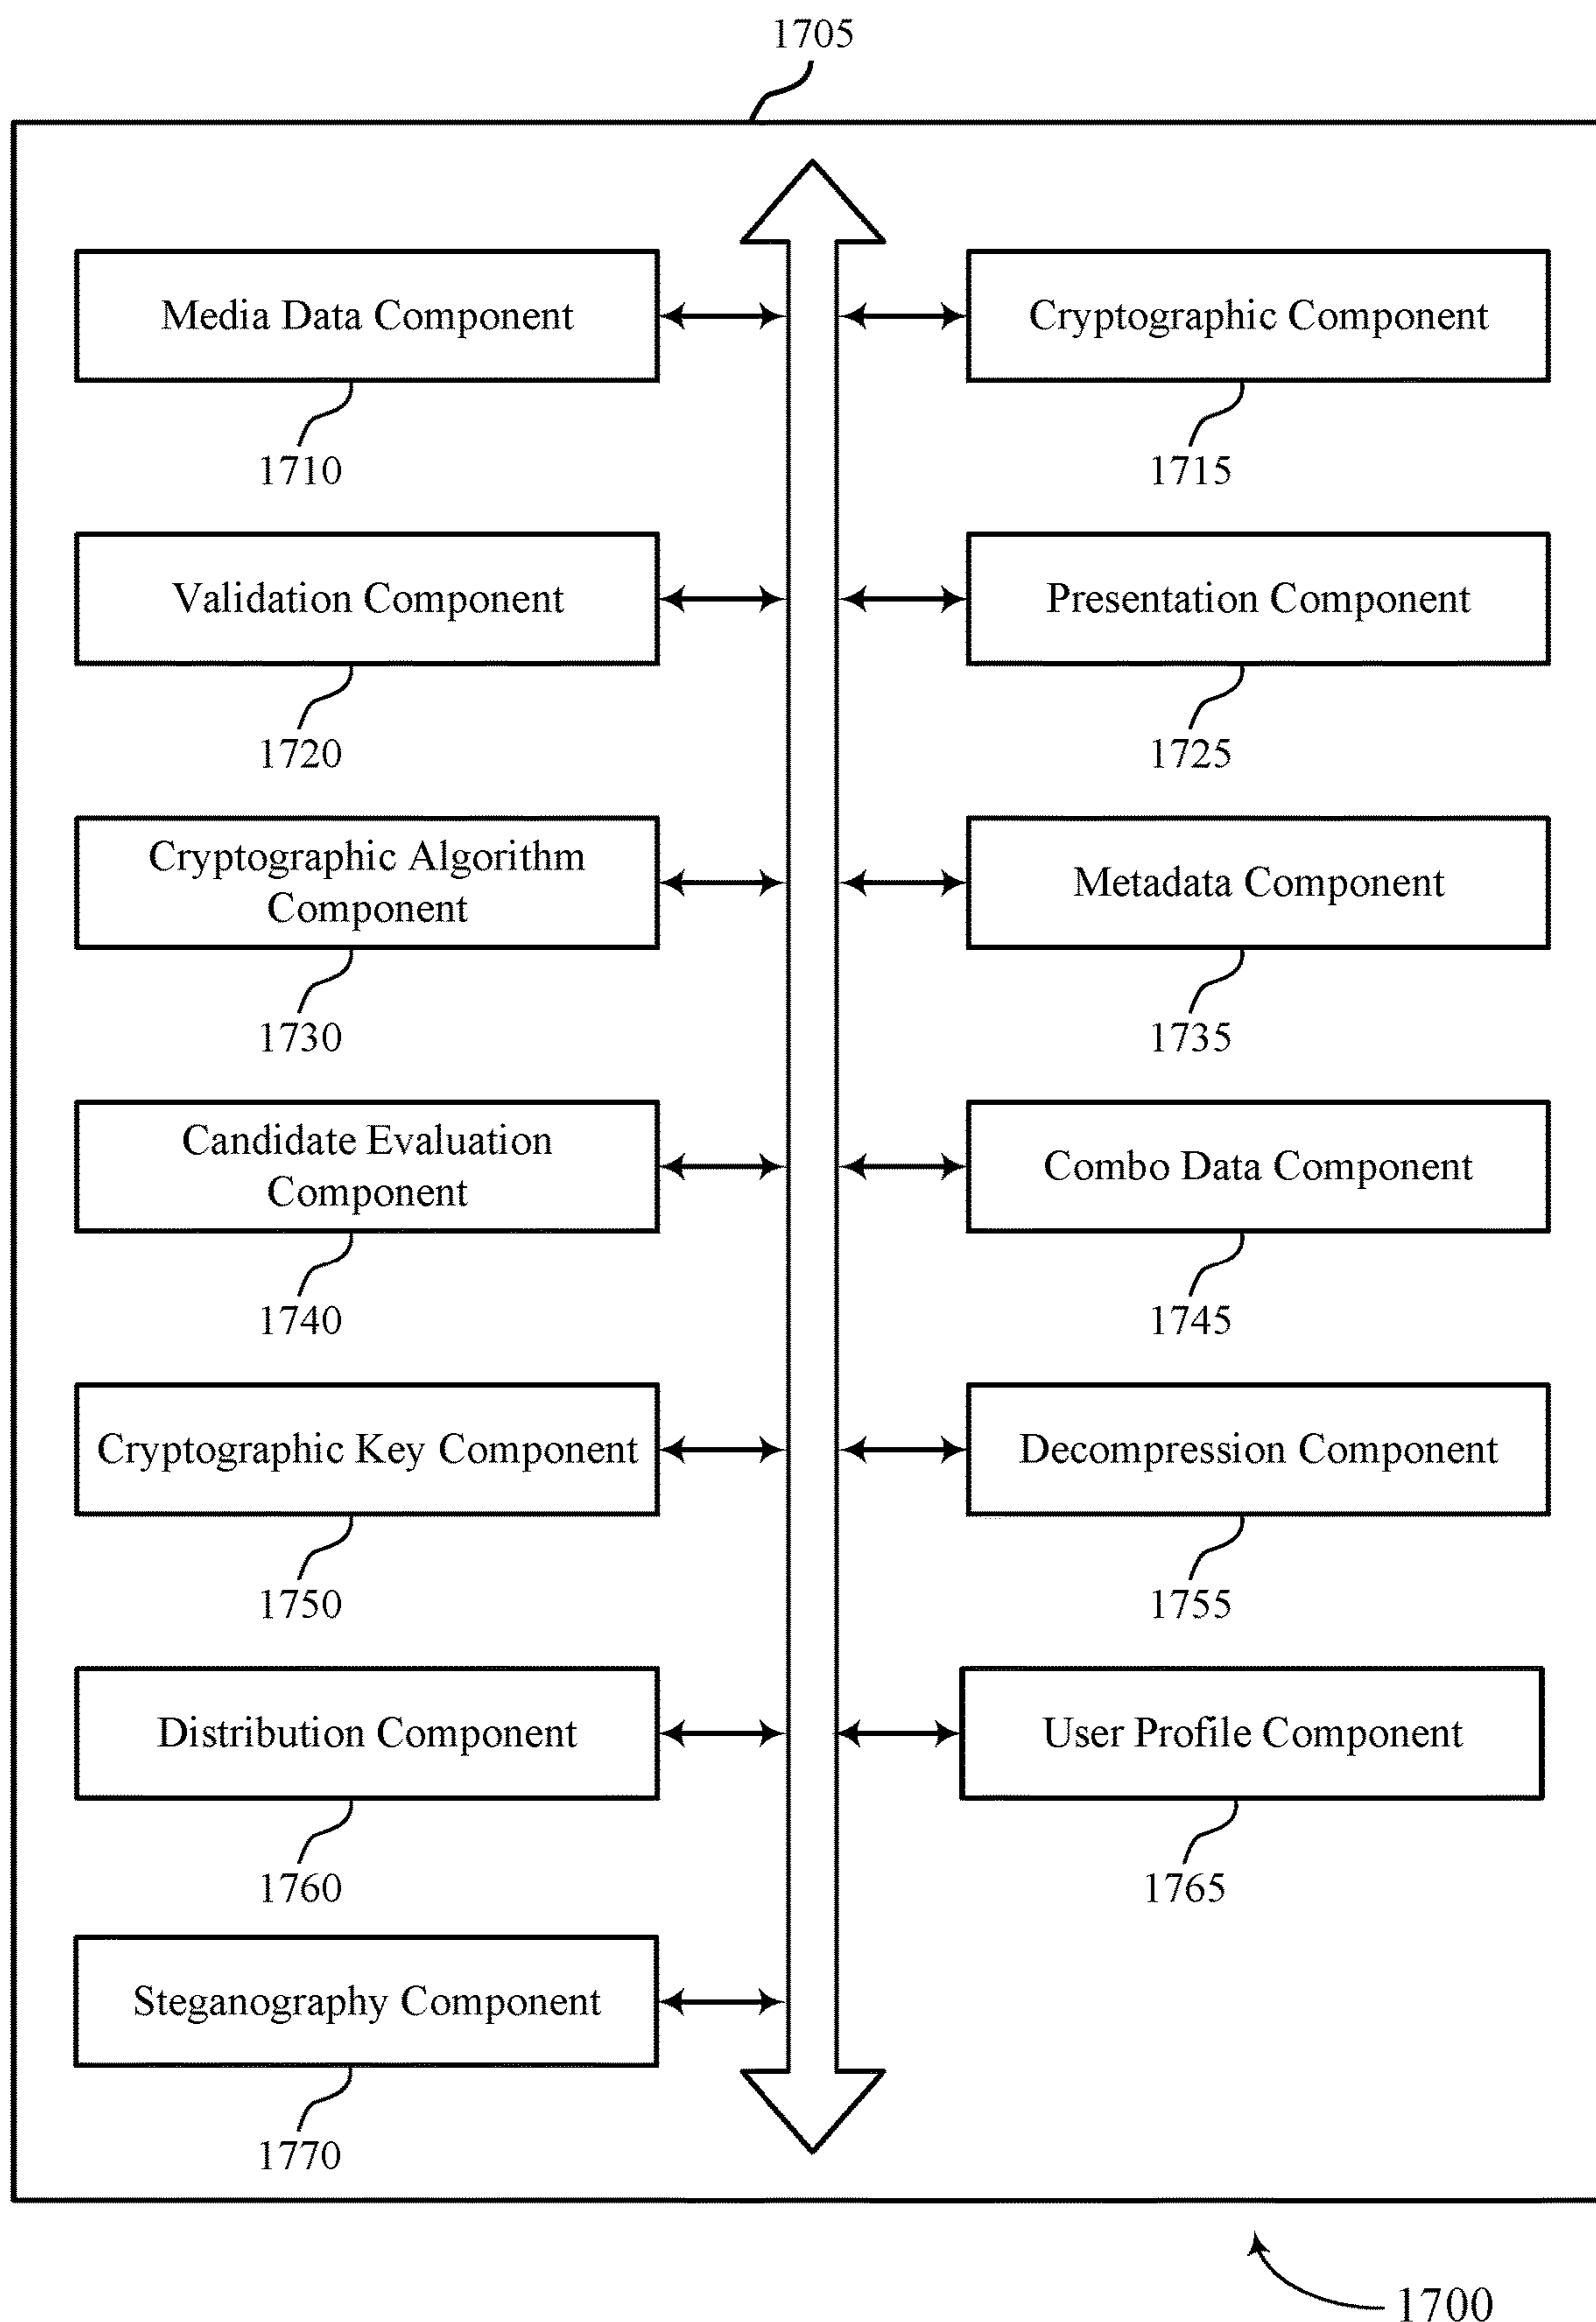 1705
Media Data Component
Cryptographic Component
1710
1715
Validation Component
Presentation Component
1720
1725
Cryptographic Algorithm
Component
Metadata Component
1730
1735
Candidate Evaluation
Component
Combo Data Component
1740
1745
Cryptographic Key Component
Decompression Component
1750
1755
Distribution Component
User Profile Component
1760
1765
Steganography Component
1770
1700